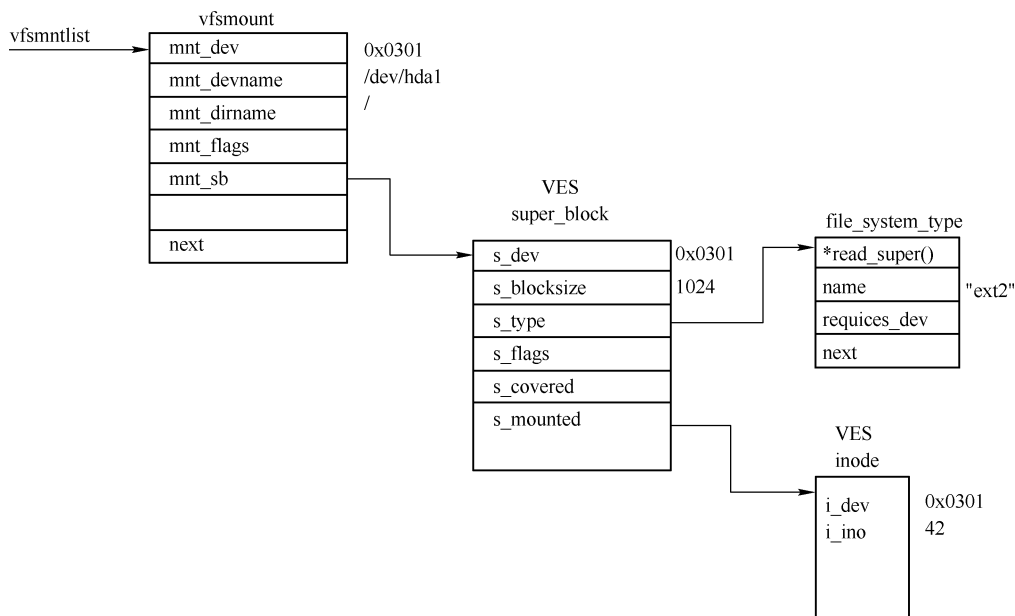 vfsmount
vfsmntlist
mnt_dev
0x0301
mnt_devname
/dev/hda1
mnt_dirname
/
mnt_flags
mnt_sb
next
VES
super_block
s_dev
0x0301
s_blocksize
1024
s_type
s_flags
s_covered
s_mounted
file_system_type
*read_super()
name
"ext2"
requices_dev
next
VES
inode
i_dev
0x0301
i_ino
42